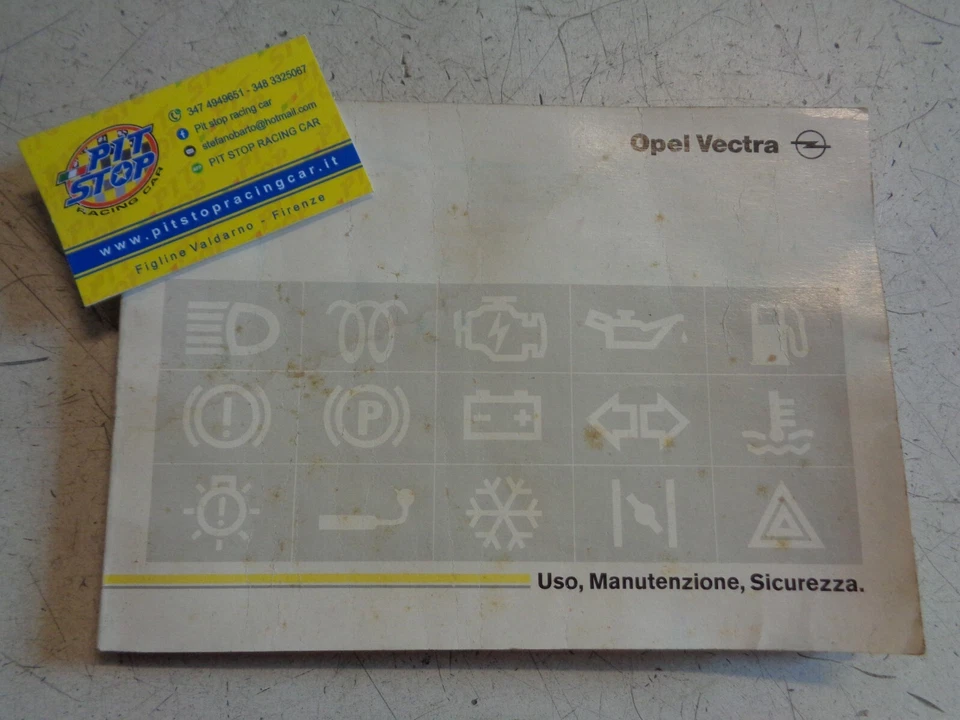 347 4949651 - 348 3325067
Pit stop racing car
stefanobarto@hotmail.com
PIT STOP RACING CAR
PIT
STOP
RACING CAR
www.pitstopracingcar.it
Figline Valdarno - Firenze
Opel Vectra
P
Uso, Manutenzione, Sicurezza.